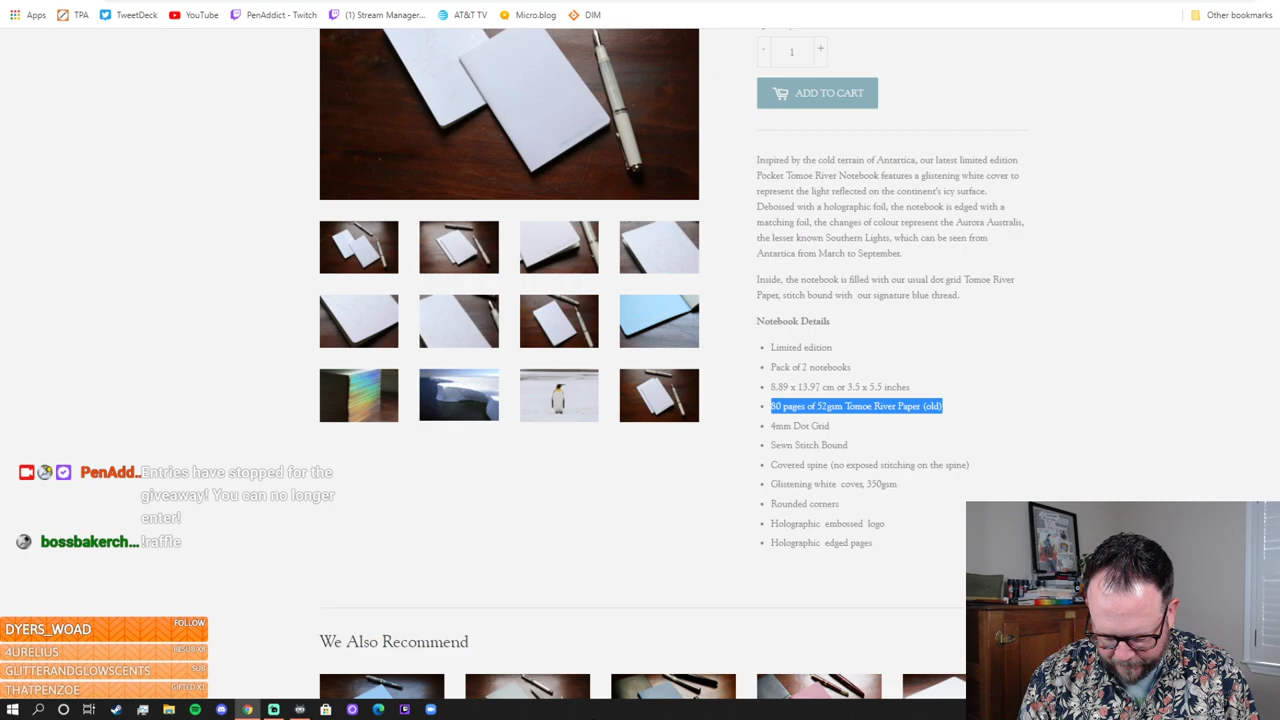 Apps TPA TweetDeck YouTube PenAddict - Twitch (1) Stream Manager... AT&T TV Micro.blog DIM Other bookmarks
- 1 +
ADD TO CART
Inspired by the cold terrain of Antartica, our latest limited edition
Pocket Tomoe River Notebook features a glistening white cover to
represent the light reflected on the continent's icy surface.
Debossed with a holographic foil, the notebook is edged with a
matching foil, the changes of colour represent the Aurora Australis,
the lesser known Southern Lights, which can be seen from
Antartica from March to September.
Inside, the notebook is filled with our usual dot grid Tomoe River
Paper, stitch bound with our signature blue thread.
Notebook Details
Limited edition
Pack of 2 notebooks
8.89 x 13.97 cm or 3.5 x 5.5 inches
80 pages of 52gsm Tomoe River Paper (old)
4mm Dot Grid
Sewn Stitch Bound
Covered spine (no exposed stitching on the spine)
Glistening white cover, 350gsm
Rounded corners
Holographic embossed logo
Holographic edged pages
PenAdd.. Entries have stopped for the
giveaway! You can no longer
enter!
bossbakerch... !raffle
DYERS_WOAD FOLLOW
4URELIUS
GLITTERANDGLOWSCENTS SUB
THATPENZOE
We Also Recommend